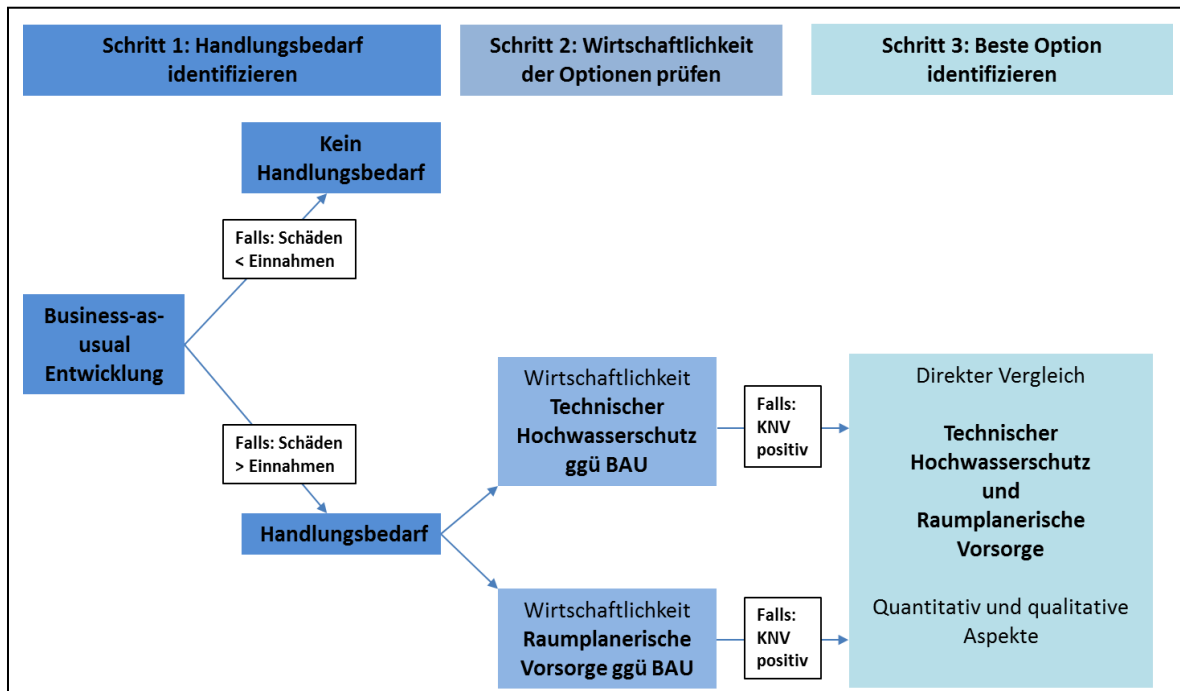 Schritt 1: Handlungsbedarf
identifizieren
Schritt 2: Wirtschaftlichkeit
der Optionen prüfen
Schritt 3: Beste Option
identifizieren
Kein
Handlungsbedarf
Falls: Schäden
< Einnahmen
Business-as-
usual
Entwicklung
Falls: Schäden
> Einnahmen
Handlungsbedarf
Wirtschaftlichkeit
Technischer
Hochwasserschutz
ggü BAU
Falls:
KNV
positiv
Wirtschaftlichkeit
Raumplanerische
Vorsorge ggü BAU
Falls:
KNV
positiv
Direkter Vergleich
Technischer
Hochwasserschutz
und
Raumplanerische
Vorsorge
Quantitativ und qualitative
Aspekte